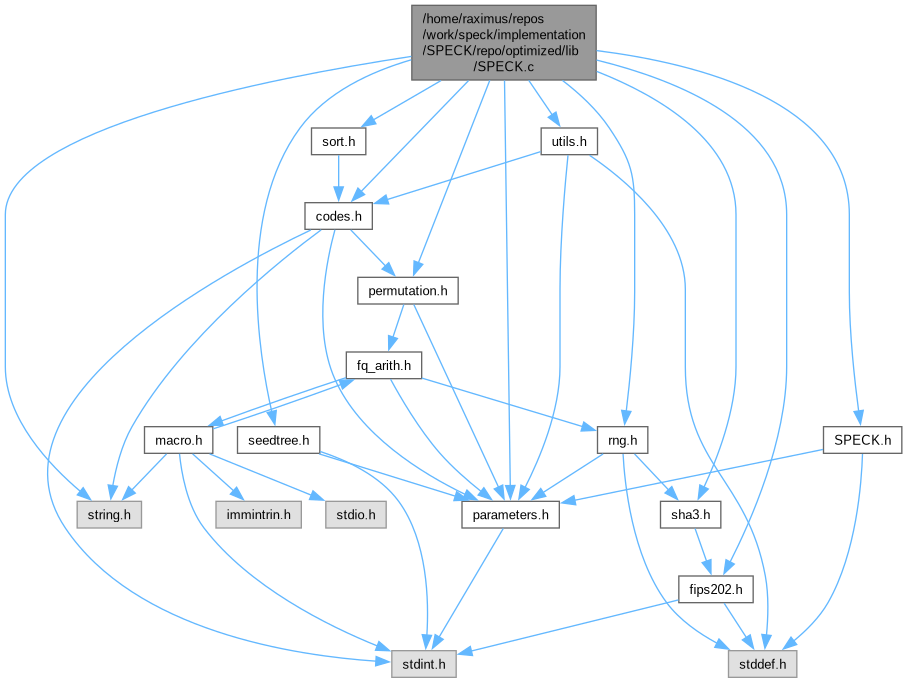 /home/raximus/repos
/work/speck/implementation
/SPECK/repo/optimized/lib
/SPECK.c
sort.h
utils.h
codes.h
permutation.h
fq_arith.h
macro.h
seedtree.h
rng.h
SPECK.h
string.h
immintrin.h
stdio.h
parameters.h
sha3.h
fips202.h
stdint.h
stddef.h